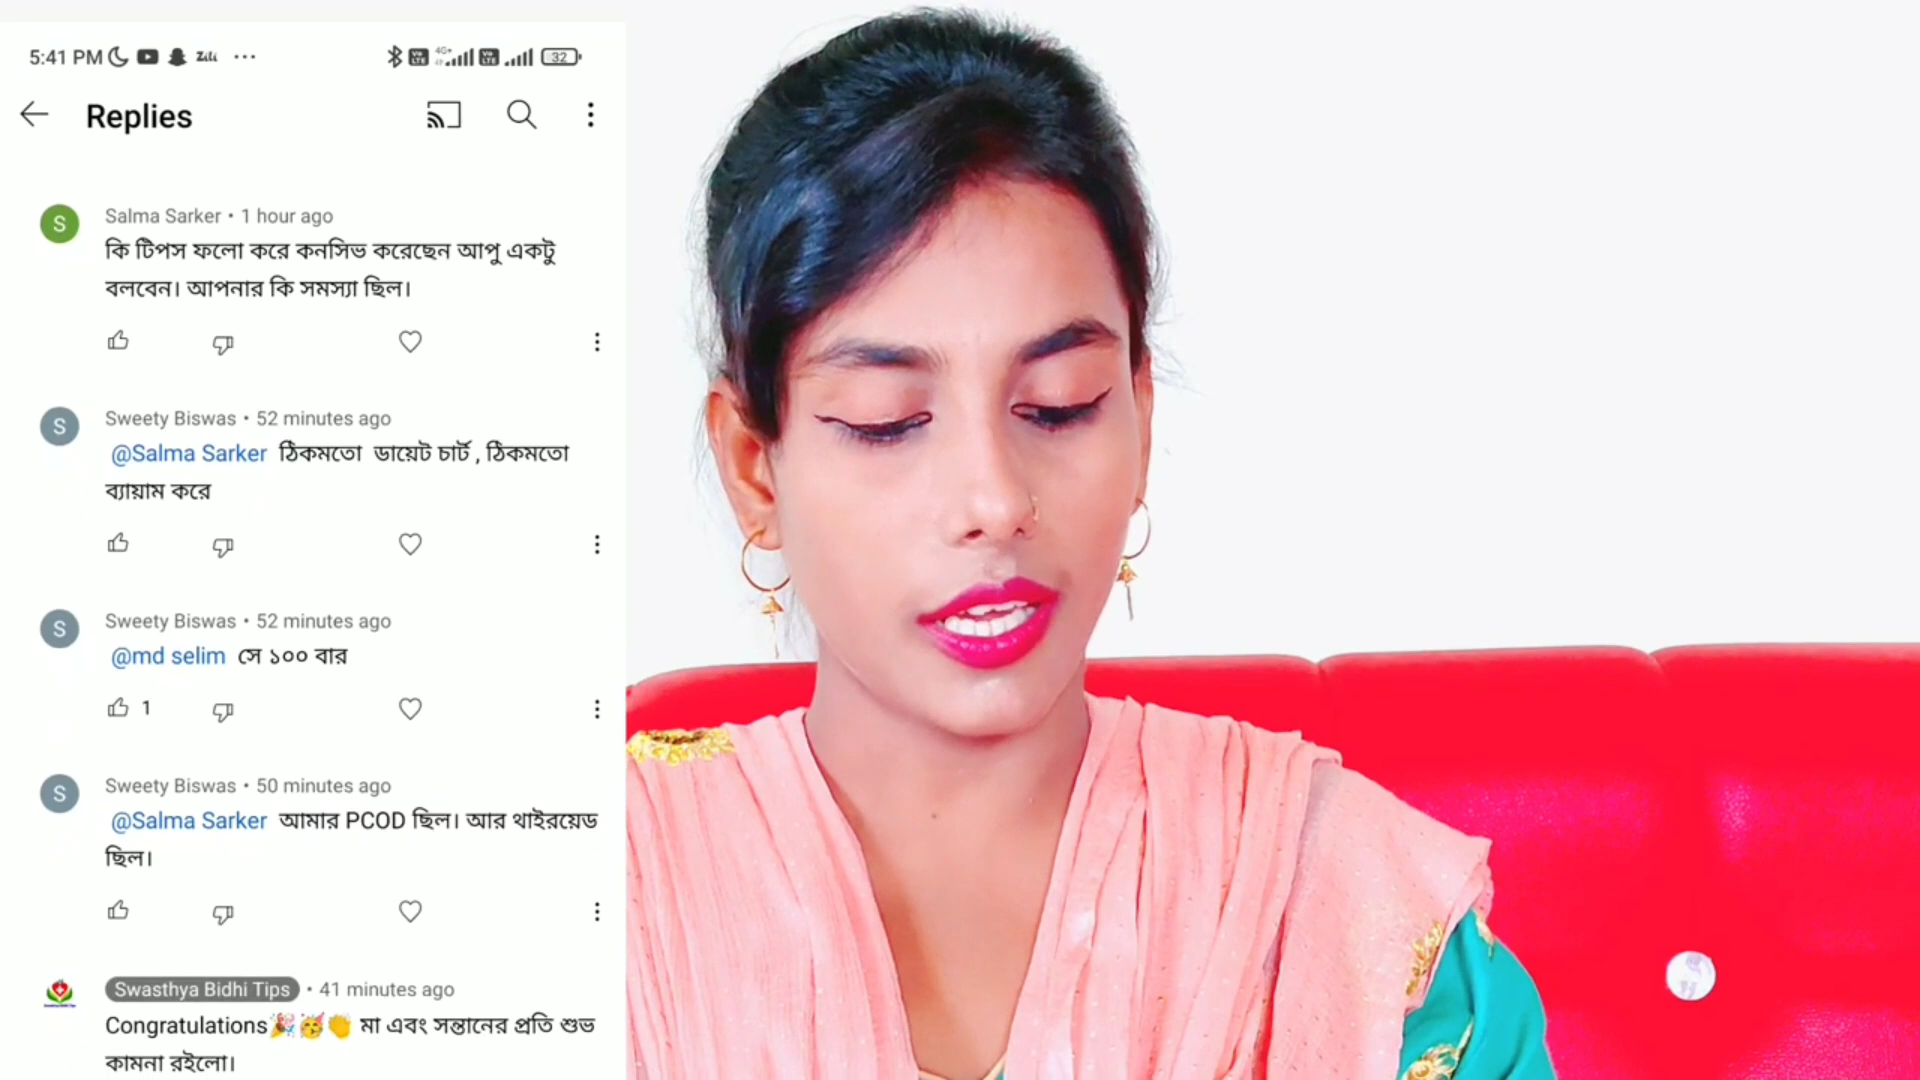 5:41 PM
32
Replies
Salma Sarker • 1 hour ago
কি টিপস ফলো করে কনসিভ করেছেন আপু একটু
বলবেন। আপনার কি সমস্যা ছিল।
Sweety Biswas • 52 minutes ago
@Salma Sarker ঠিকমতো ডায়েট চার্ট , ঠিকমতো
ব্যায়াম করে
Sweety Biswas • 52 minutes ago
@md selim সে ১০০ বার
1
Sweety Biswas • 50 minutes ago
@Salma Sarker আমার PCOD ছিল। আর থাইরয়েড
ছিল।
Swasthya Bidhi Tips • 41 minutes ago
Congratulations🎉🥳👏 মা এবং সন্তানের প্রতি শুভ
কামনা রইলো।